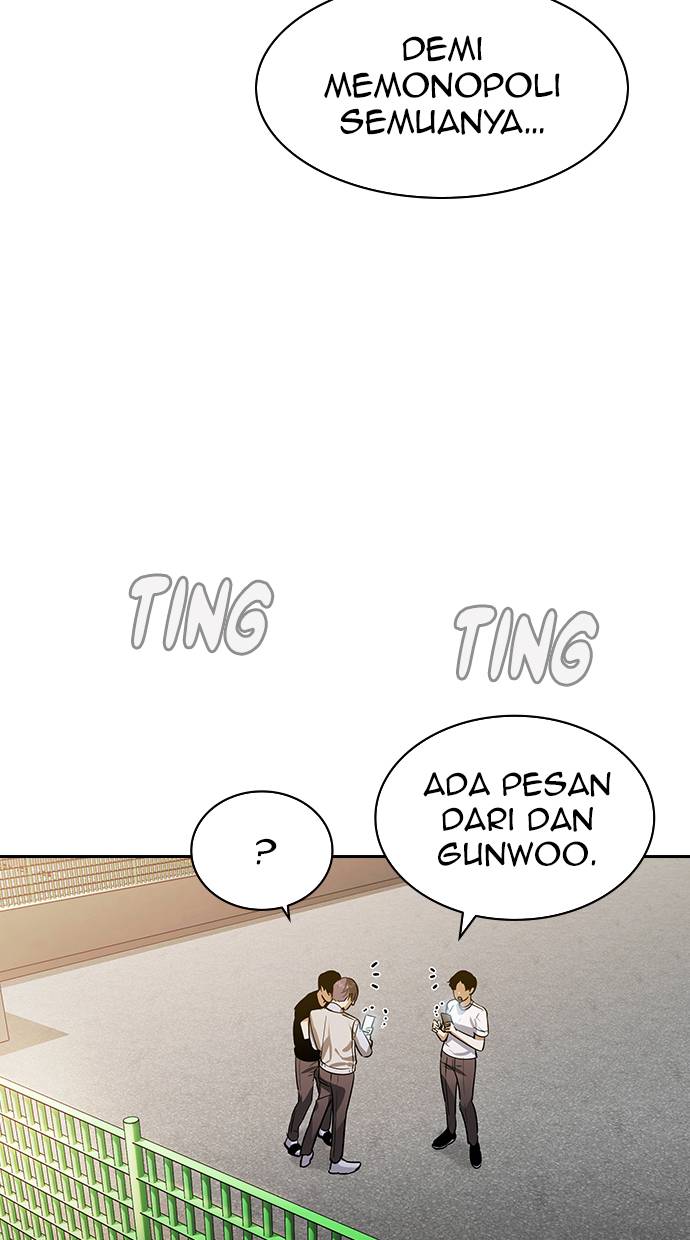 DEMI
MEMONOPOLI
SEMUANYA...
TING
TING
?
ADA PESAN
DARI DAN
GUNWOO.